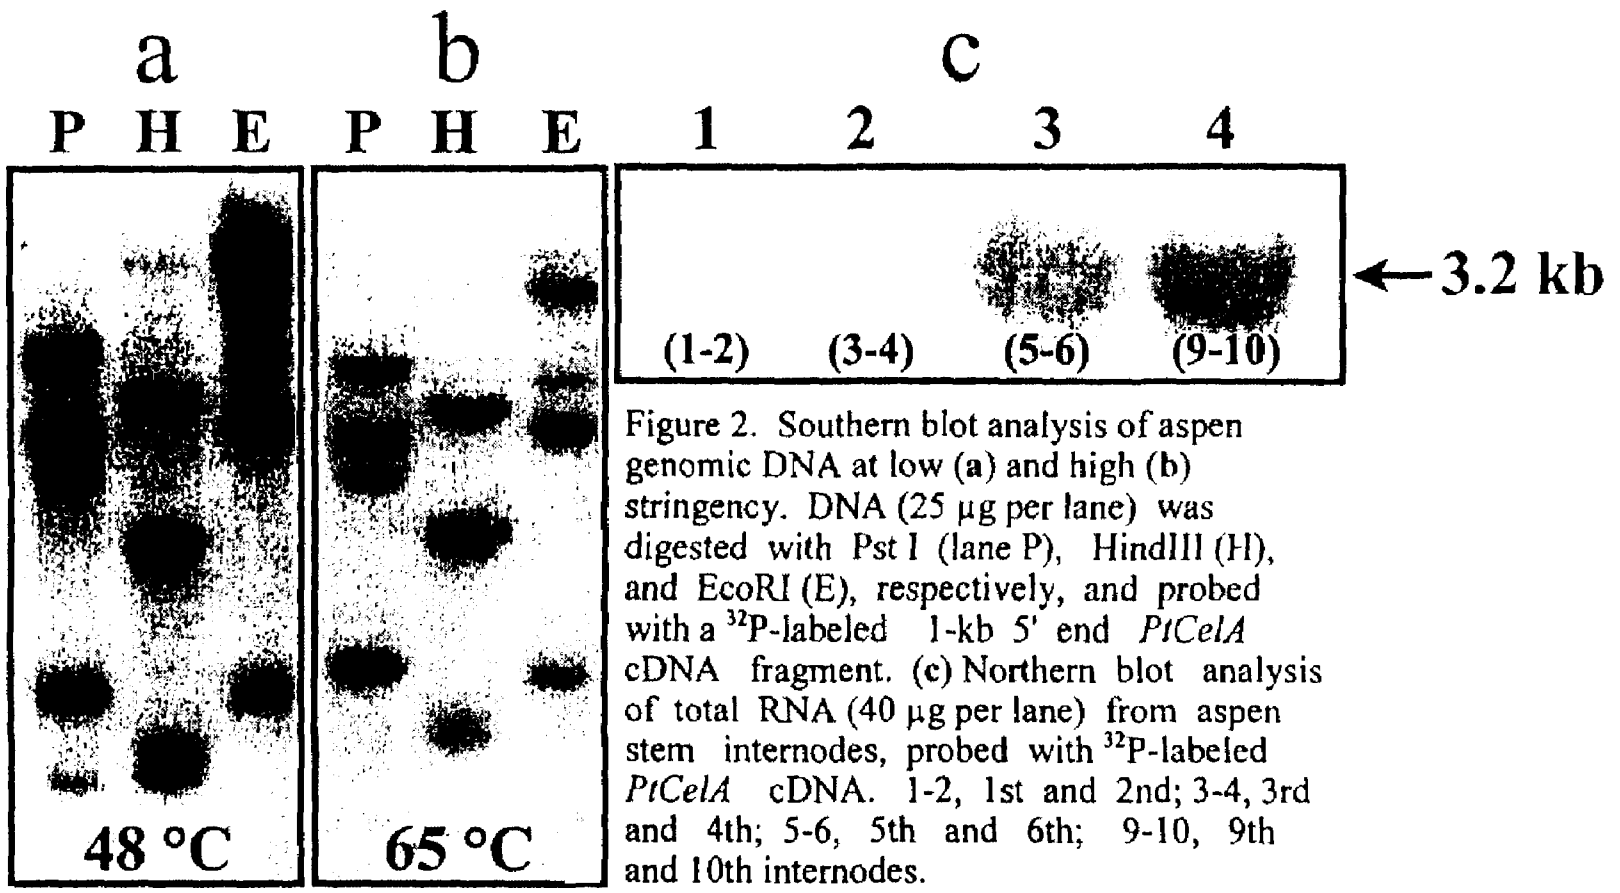 a b c
P H E P H E 1 2 3 4
3.2 kb
(1-2) (3-4) (5-6) (9-10)
48 °C 65 °C
Figure 2. Southern blot analysis of aspen
genomic DNA at low (a) and high (b)
stringency. DNA (25 µg per lane) was
digested with Pst I (lane P), HindIII (H),
and EcoRI (E), respectively, and probed
with a ³²P-labeled 1-kb 5' end PtCelA
cDNA fragment. (c) Northern blot analysis
of total RNA (40 µg per lane) from aspen
stem internodes, probed with ³²P-labeled
PtCelA cDNA. 1-2, 1st and 2nd; 3-4, 3rd
and 4th; 5-6, 5th and 6th; 9-10, 9th
and 10th internodes.